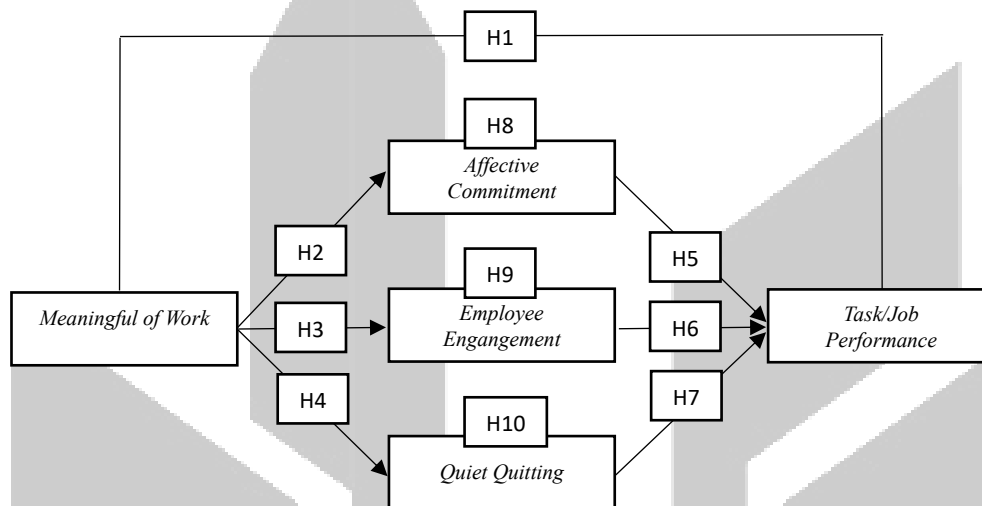 H1
H8
Affective
Commitment
H2
H5
H9
Meaningful of Work
H3
Employee
Engangement
H6
Task/Job
Performance
H4
H7
H10
Quiet Quitting